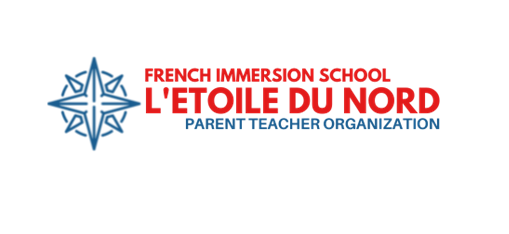 FRENCH IMMERSION SCHOOL
L'ETOILE DU NORD
PARENT TEACHER ORGANIZATION